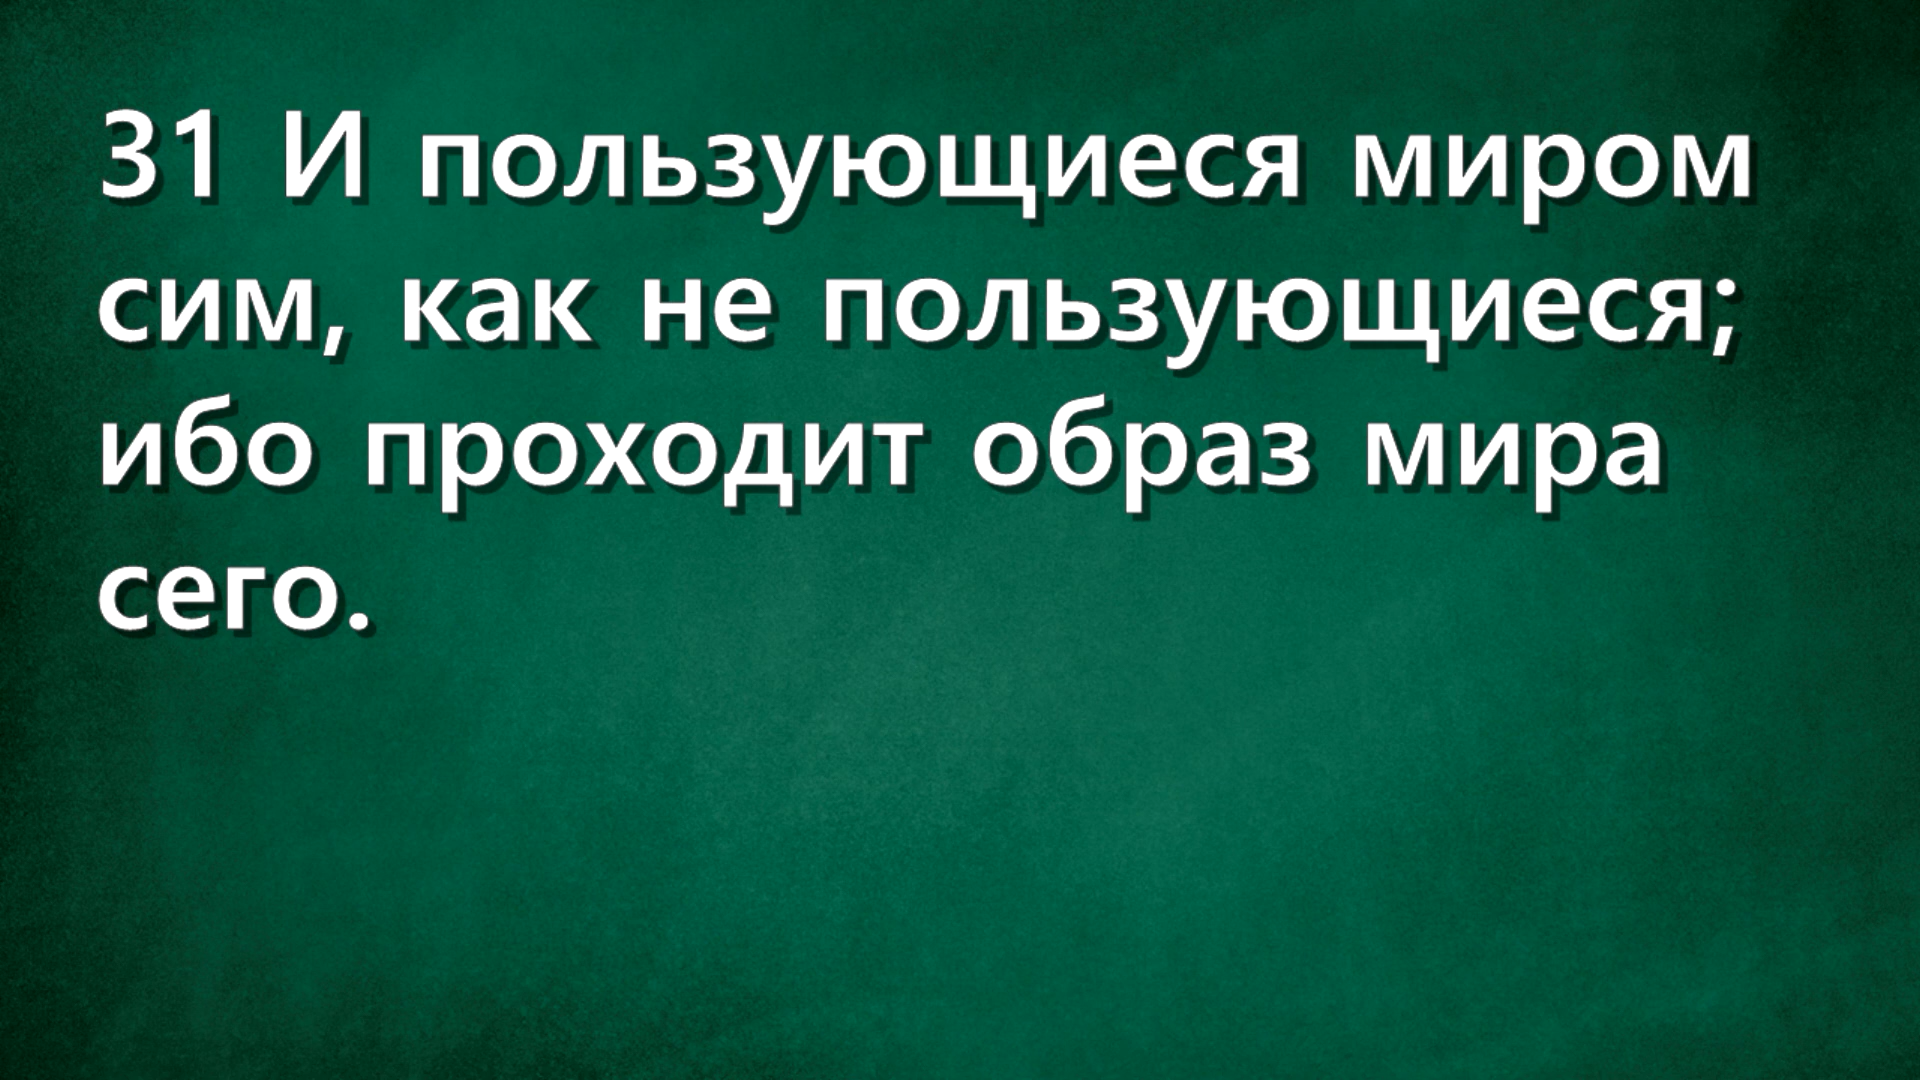 31 И пользующиеся миром
сим, как не пользующиеся;
ибо проходит образ мира
сего.